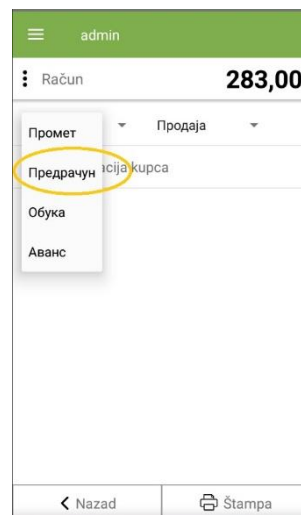 admin
Račun 283,00
Промет Продаја
Предрачун acija kupca
Обука
Аванс
Nazad Štampa